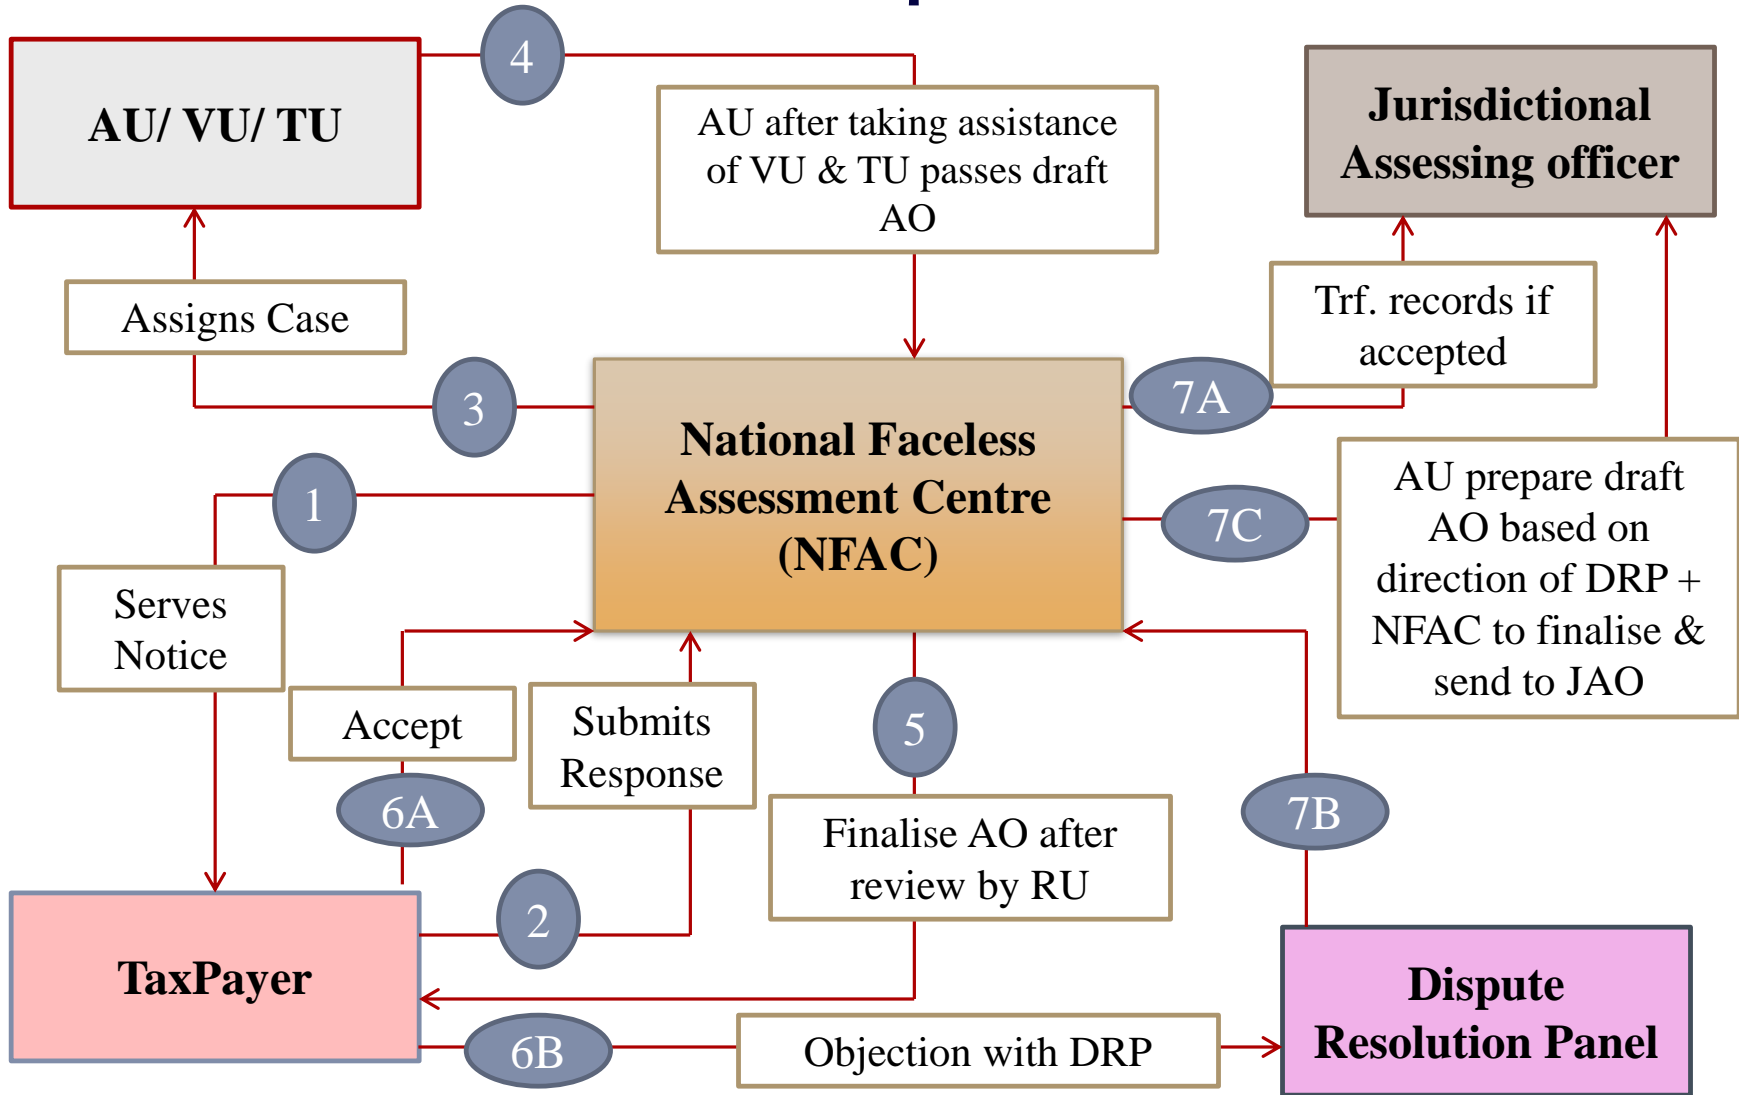 4
AU/ VU/ TU
AU after taking assistance
of VU & TU passes draft
AO
Jurisdictional
Assessing officer
Assigns Case
Trf. records if
accepted
3
7A
National Faceless
Assessment Centre
(NFAC)
1
7C
AU prepare draft
AO based on
direction of DRP +
NFAC to finalise &
send to JAO
Serves
Notice
Accept
Submits
Response
5
6A
7B
Finalise AO after
review by RU
2
TaxPayer
Dispute
Resolution Panel
6B
Objection with DRP